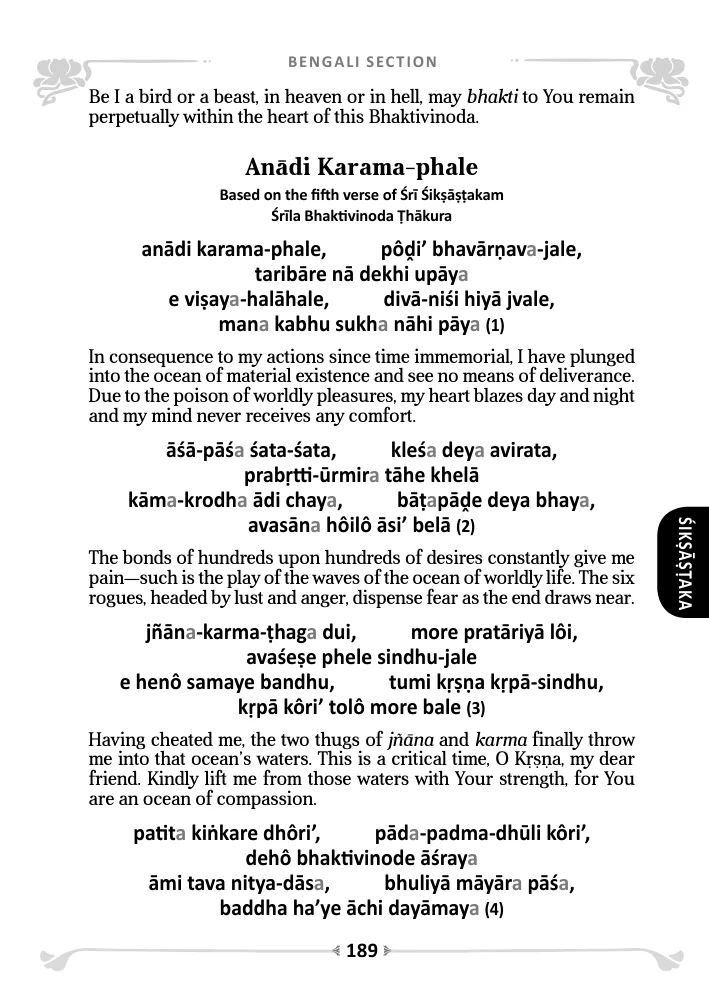 BENGALI SECTION
Be I a bird or a beast, in heaven or in hell, may bhakti to You remain
perpetually within the heart of this Bhaktivinoda.
Anādi Karama-phale
Based on the fifth verse of Śrī Śikṣāṣṭakam
Śrīla Bhaktivinoda Ṭhākura
anādi karama-phale, pôḓi’ bhavārṇava-jale,
taribāre nā dekhi upāya
e viṣaya-halāhale, divā-niśi hiyā jvale,
mana kabhu sukha nāhi pāya (1)
In consequence to my actions since time immemorial, I have plunged
into the ocean of material existence and see no means of deliverance.
Due to the poison of worldly pleasures, my heart blazes day and night
and my mind never receives any comfort.
āśā-pāśa śata-śata, kleśa deya avirata,
prabṛtti-ūrmira tāhe khelā
kāma-krodha ādi chaya, bāṭapāḓe deya bhaya,
avasāna hôilô āsi’ belā (2)
The bonds of hundreds upon hundreds of desires constantly give me
pain—such is the play of the waves of the ocean of worldly life. The six
rogues, headed by lust and anger, dispense fear as the end draws near.
jñāna-karma-ṭhaga dui, more pratāriyā lôi,
avaśeṣe phele sindhu-jale
e henô samaye bandhu, tumi kṛṣṇa kṛpā-sindhu,
kṛpā kôri’ tolô more bale (3)
Having cheated me, the two thugs of jñāna and karma finally throw
me into that ocean’s waters. This is a critical time, O Kṛṣṇa, my dear
friend. Kindly lift me from those waters with Your strength, for You
are an ocean of compassion.
patita kiṅkare dhôri’, pāda-padma-dhūli kôri’,
dehô bhaktivinode āśraya
āmi tava nitya-dāsa, bhuliyā māyāra pāśa,
baddha ha’ye āchi dayāmaya (4)
ŚIKṢĀṢṬAKA
189